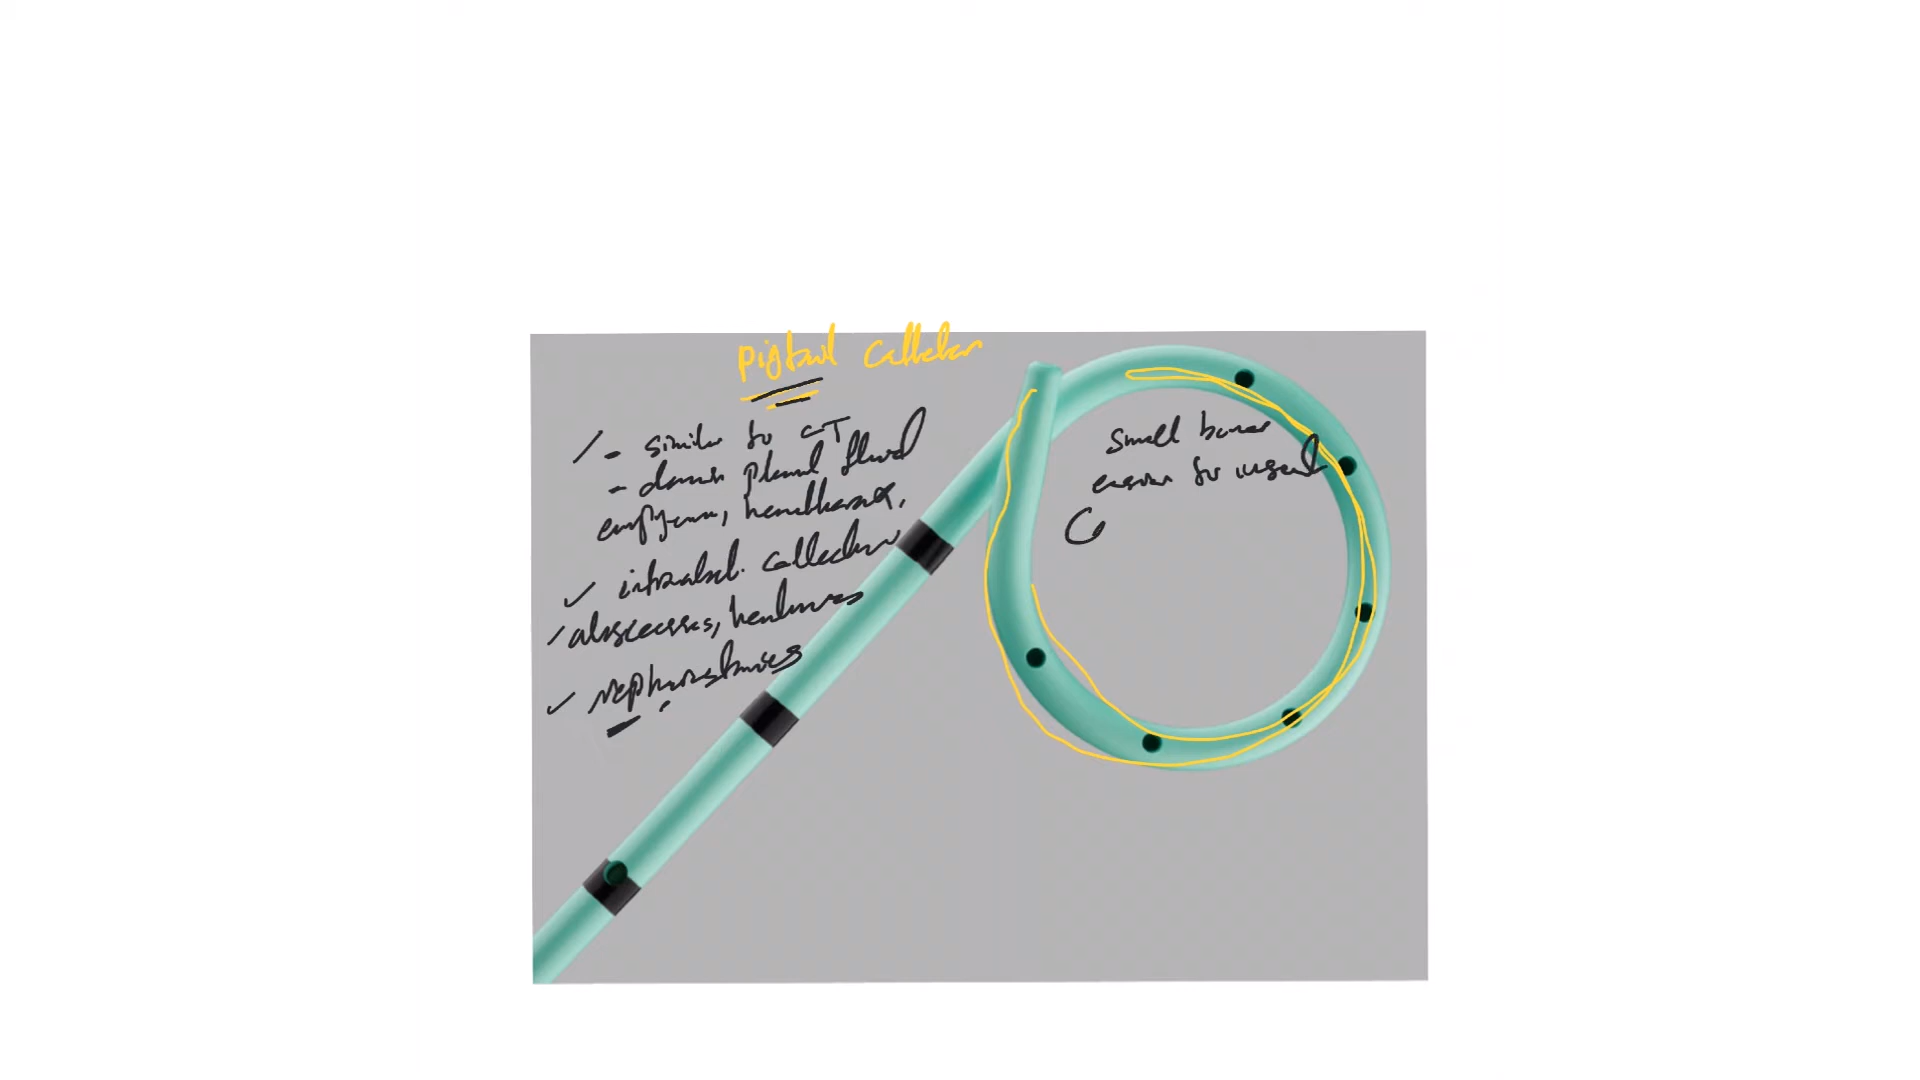 pigtail catheter
- similar to CT
- drain pleural fluid
empyema, hemothorax,
✓ intraabd. collections
✓ abscesses, hematomas
✓ nephrostomies
small bore
easier to insert